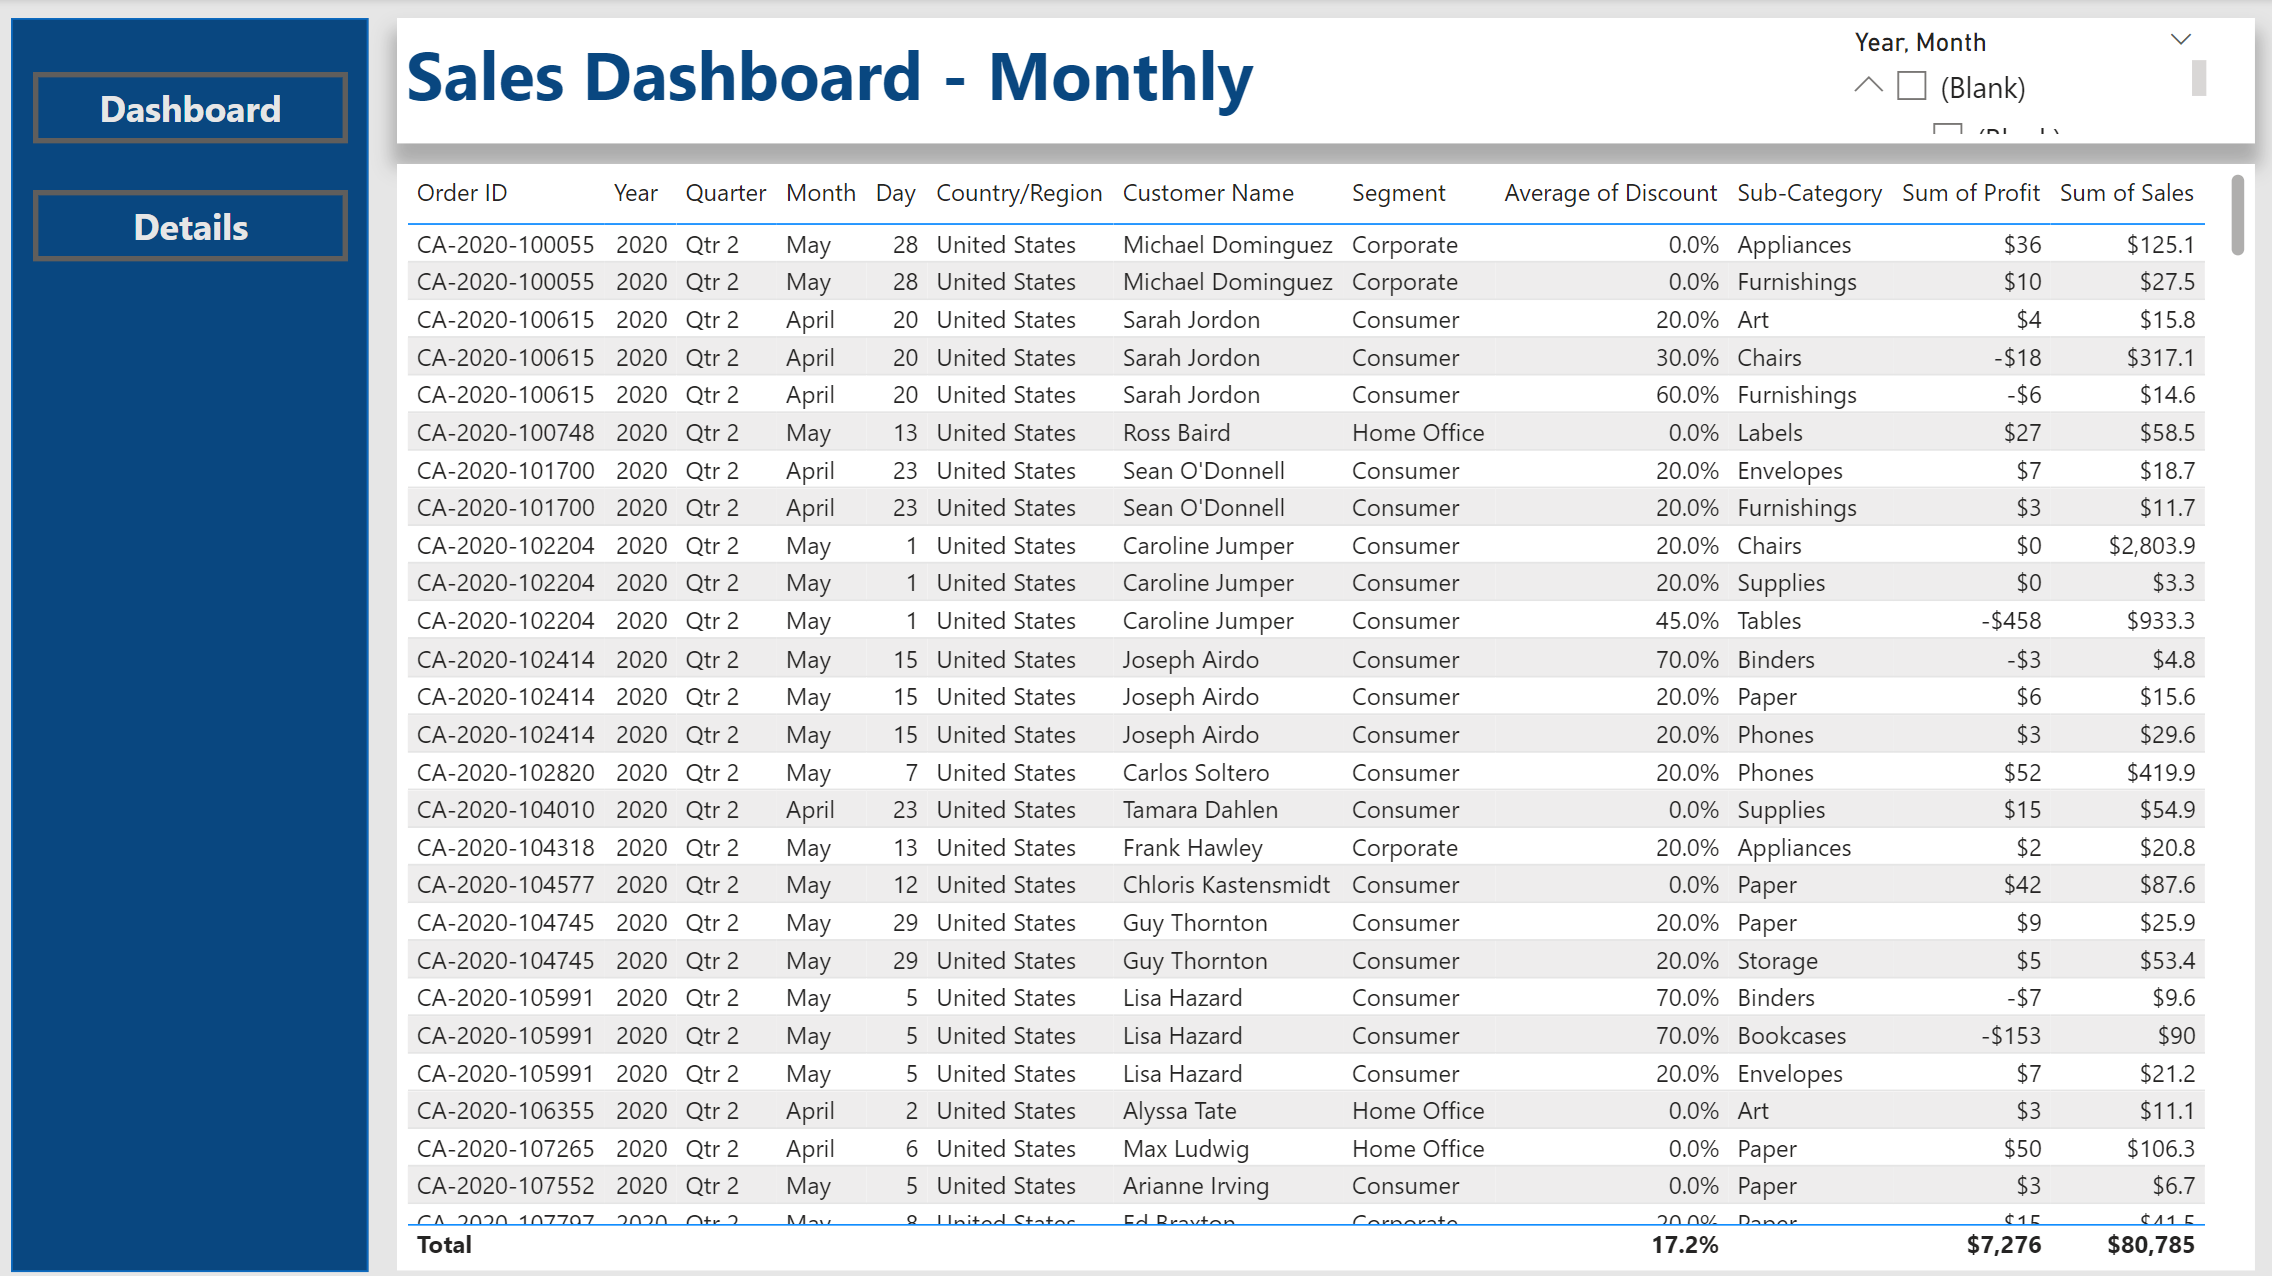 Dashboard
Details
Sales Dashboard - Monthly
Year, Month
(Blank)
Order ID Year Quarter Month Day Country/Region Customer Name Segment Average of Discount Sub-Category Sum of Profit Sum of Sales
CA-2020-100055 2020 Qtr 2 May 28 United States Michael Dominguez Corporate 0.0% Appliances $36 $125.1
CA-2020-100055 2020 Qtr 2 May 28 United States Michael Dominguez Corporate 0.0% Furnishings $10 $27.5
CA-2020-100615 2020 Qtr 2 April 20 United States Sarah Jordon Consumer 20.0% Art $4 $15.8
CA-2020-100615 2020 Qtr 2 April 20 United States Sarah Jordon Consumer 30.0% Chairs -$18 $317.1
CA-2020-100615 2020 Qtr 2 April 20 United States Sarah Jordon Consumer 60.0% Furnishings -$6 $14.6
CA-2020-100748 2020 Qtr 2 May 13 United States Ross Baird Home Office 0.0% Labels $27 $58.5
CA-2020-101700 2020 Qtr 2 April 23 United States Sean O'Donnell Consumer 20.0% Envelopes $7 $18.7
CA-2020-101700 2020 Qtr 2 April 23 United States Sean O'Donnell Consumer 20.0% Furnishings $3 $11.7
CA-2020-102204 2020 Qtr 2 May 1 United States Caroline Jumper Consumer 20.0% Chairs $0 $2,803.9
CA-2020-102204 2020 Qtr 2 May 1 United States Caroline Jumper Consumer 20.0% Supplies $0 $3.3
CA-2020-102204 2020 Qtr 2 May 1 United States Caroline Jumper Consumer 45.0% Tables -$458 $933.3
CA-2020-102414 2020 Qtr 2 May 15 United States Joseph Airdo Consumer 70.0% Binders -$3 $4.8
CA-2020-102414 2020 Qtr 2 May 15 United States Joseph Airdo Consumer 20.0% Paper $6 $15.6
CA-2020-102414 2020 Qtr 2 May 15 United States Joseph Airdo Consumer 20.0% Phones $3 $29.6
CA-2020-102820 2020 Qtr 2 May 7 United States Carlos Soltero Consumer 20.0% Phones $52 $419.9
CA-2020-104010 2020 Qtr 2 April 23 United States Tamara Dahlen Consumer 0.0% Supplies $15 $54.9
CA-2020-104318 2020 Qtr 2 May 13 United States Frank Hawley Corporate 20.0% Appliances $2 $20.8
CA-2020-104577 2020 Qtr 2 May 12 United States Chloris Kastensmidt Consumer 0.0% Paper $42 $87.6
CA-2020-104745 2020 Qtr 2 May 29 United States Guy Thornton Consumer 20.0% Paper $9 $25.9
CA-2020-104745 2020 Qtr 2 May 29 United States Guy Thornton Consumer 20.0% Storage $5 $53.4
CA-2020-105991 2020 Qtr 2 May 5 United States Lisa Hazard Consumer 70.0% Binders -$7 $9.6
CA-2020-105991 2020 Qtr 2 May 5 United States Lisa Hazard Consumer 70.0% Bookcases -$153 $90
CA-2020-105991 2020 Qtr 2 May 5 United States Lisa Hazard Consumer 20.0% Envelopes $7 $21.2
CA-2020-106355 2020 Qtr 2 April 2 United States Alyssa Tate Home Office 0.0% Art $3 $11.1
CA-2020-107265 2020 Qtr 2 April 6 United States Max Ludwig Home Office 0.0% Paper $50 $106.3
CA-2020-107552 2020 Qtr 2 May 5 United States Arianne Irving Consumer 0.0% Paper $3 $6.7
Total 17.2% $7,276 $80,785